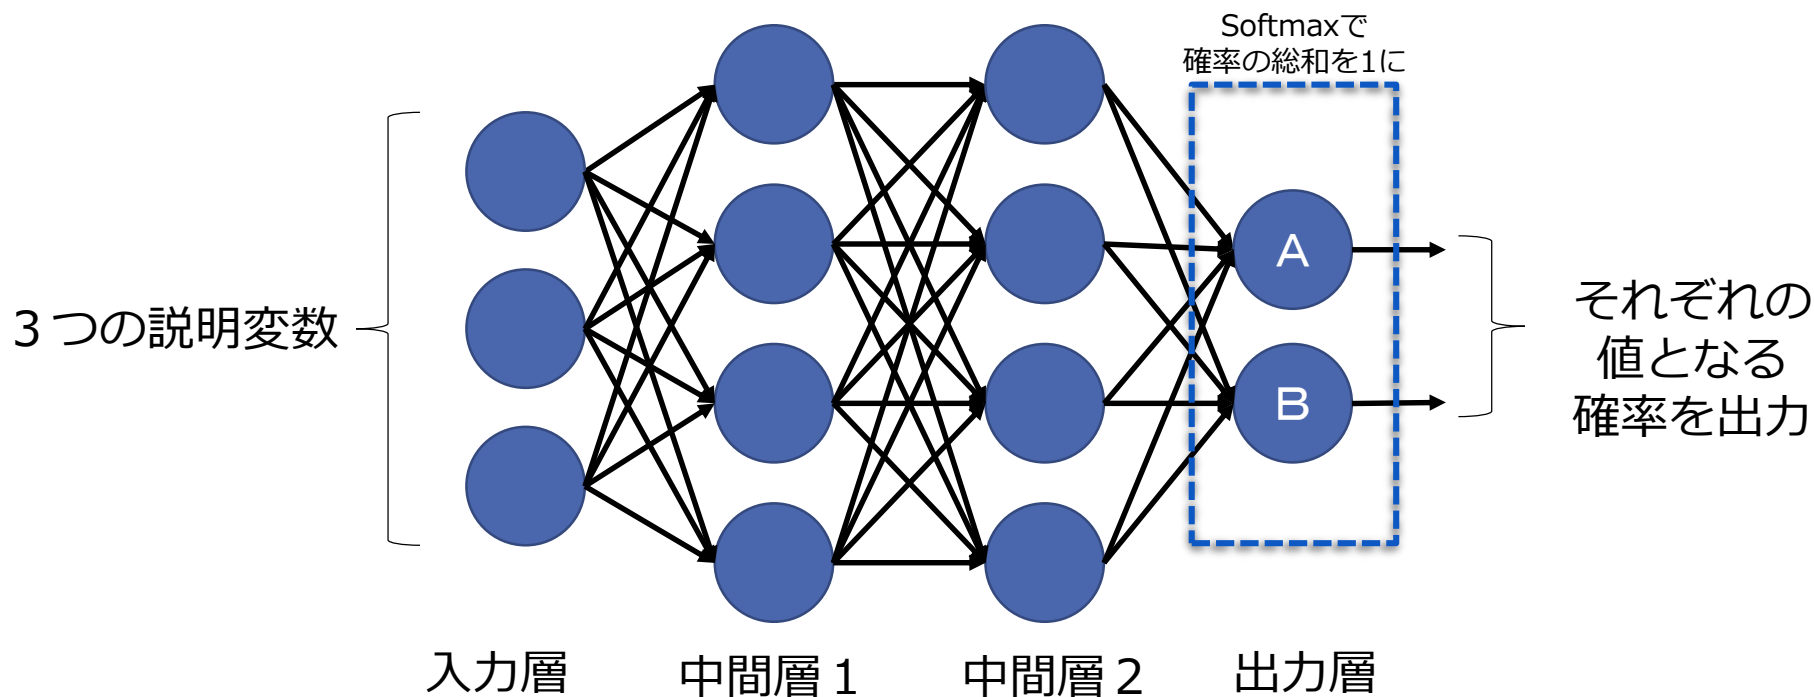 Softmaxで
確率の総和を1に
３つの説明変数
A
B
それぞれの
値となる
確率を出力
入力層
中間層１
中間層２
出力層